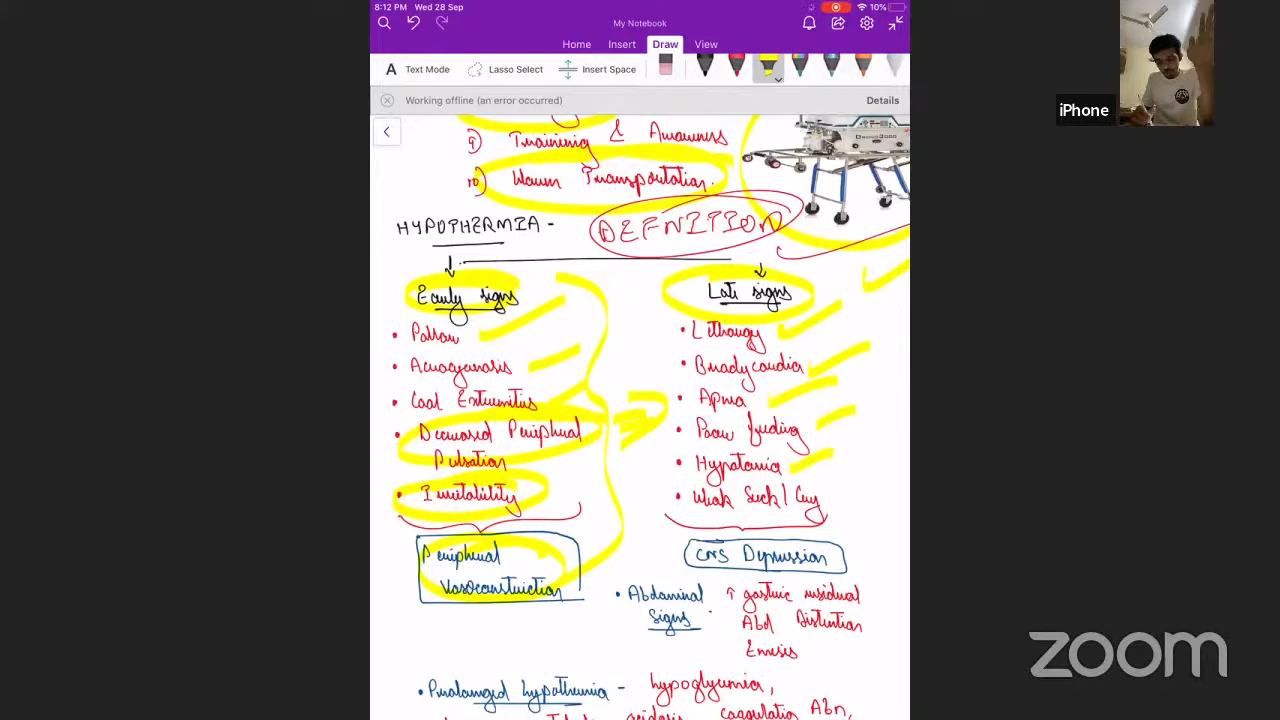 8:12 PM Wed 28 Sep
10%
My Notebook
Home Insert Draw View
Text Mode Lasso Select Insert Space
Working offline (an error occurred) Details
iPhone
9) Training & Awareness
10) Warm Transportation.
HYPOTHERMIA - DEFNITION
Early signs
• Pallor
• Acrocyanosis
• Cool Extremities
• Decreased Peripheral
Pulsation
• Irritability
Peripheral
Vasoconstriction
Late signs
• Lethargy
• Bradycardia
• Apnea
• Poor feeding
• Hypotonia
• Weak Suck / Cry
CNS Depression
• Abdominal
Signs
↑ gastric residual
Abd Distention
Emesis
• Prolonged hypothermia - hypoglycemia,
acidosis coagulation Abn,
zoom